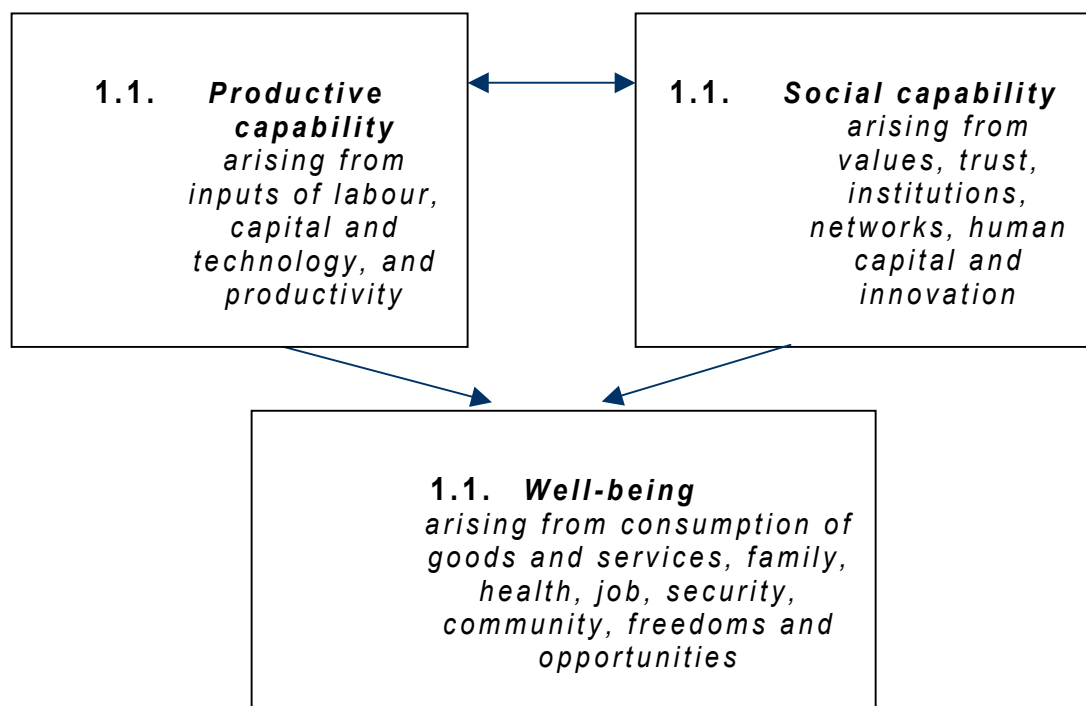 1.1. Productive
capability
arising from
inputs of labour,
capital and
technology, and
productivity
1.1. Social capability
arising from
values, trust,
institutions,
networks, human
capital and
innovation
1.1. Well-being
arising from consumption of
goods and services, family,
health, job, security,
community, freedoms and
opportunities